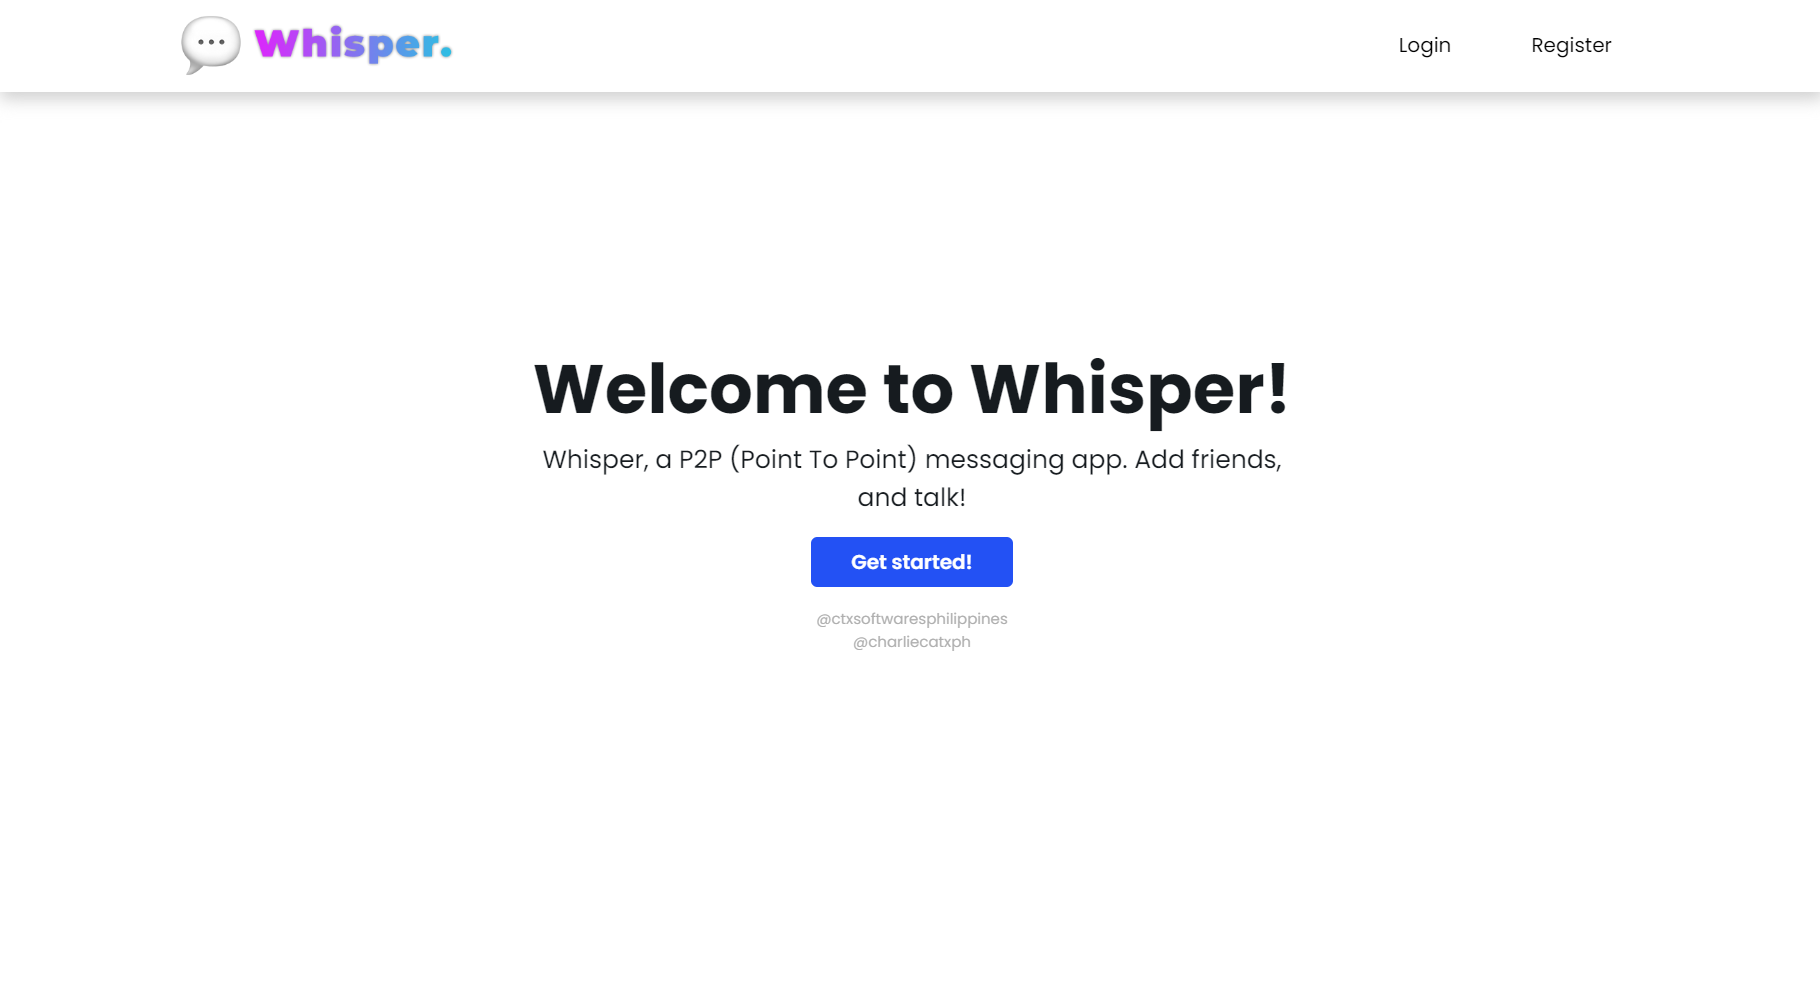 Whisper.
Login
Register
Welcome to Whisper!
Whisper, a P2P (Point To Point) messaging app. Add friends,
and talk!
Get started!
@ctxsoftwaresphilippines
@charliecatxph